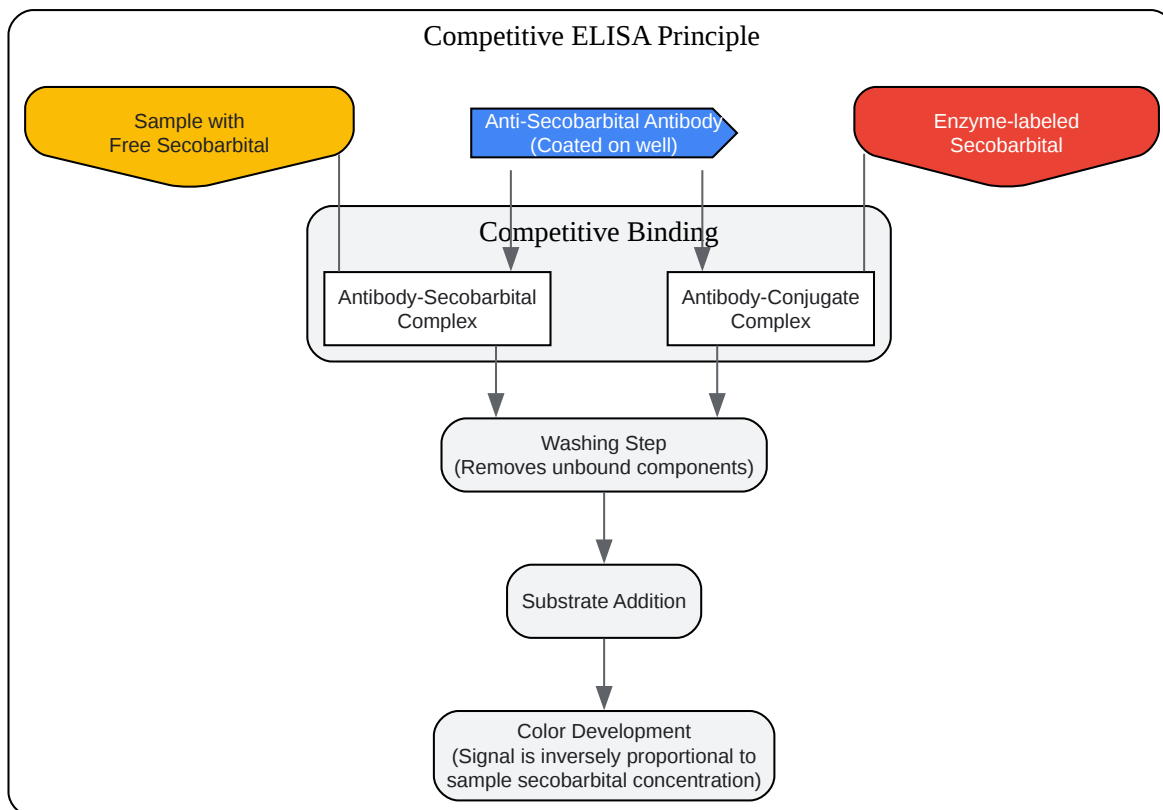 Competitive ELISA Principle
Sample with
Free Secobarbital
Anti-Secobarbital Antibody
(Coated on well)
Enzyme-labeled
Secobarbital
Competitive Binding
Antibody-Secobarbital
Complex
Antibody-Conjugate
Complex
Washing Step
(Removes unbound components)
Substrate Addition
Color Development
(Signal is inversely proportional to
sample secobarbital concentration)